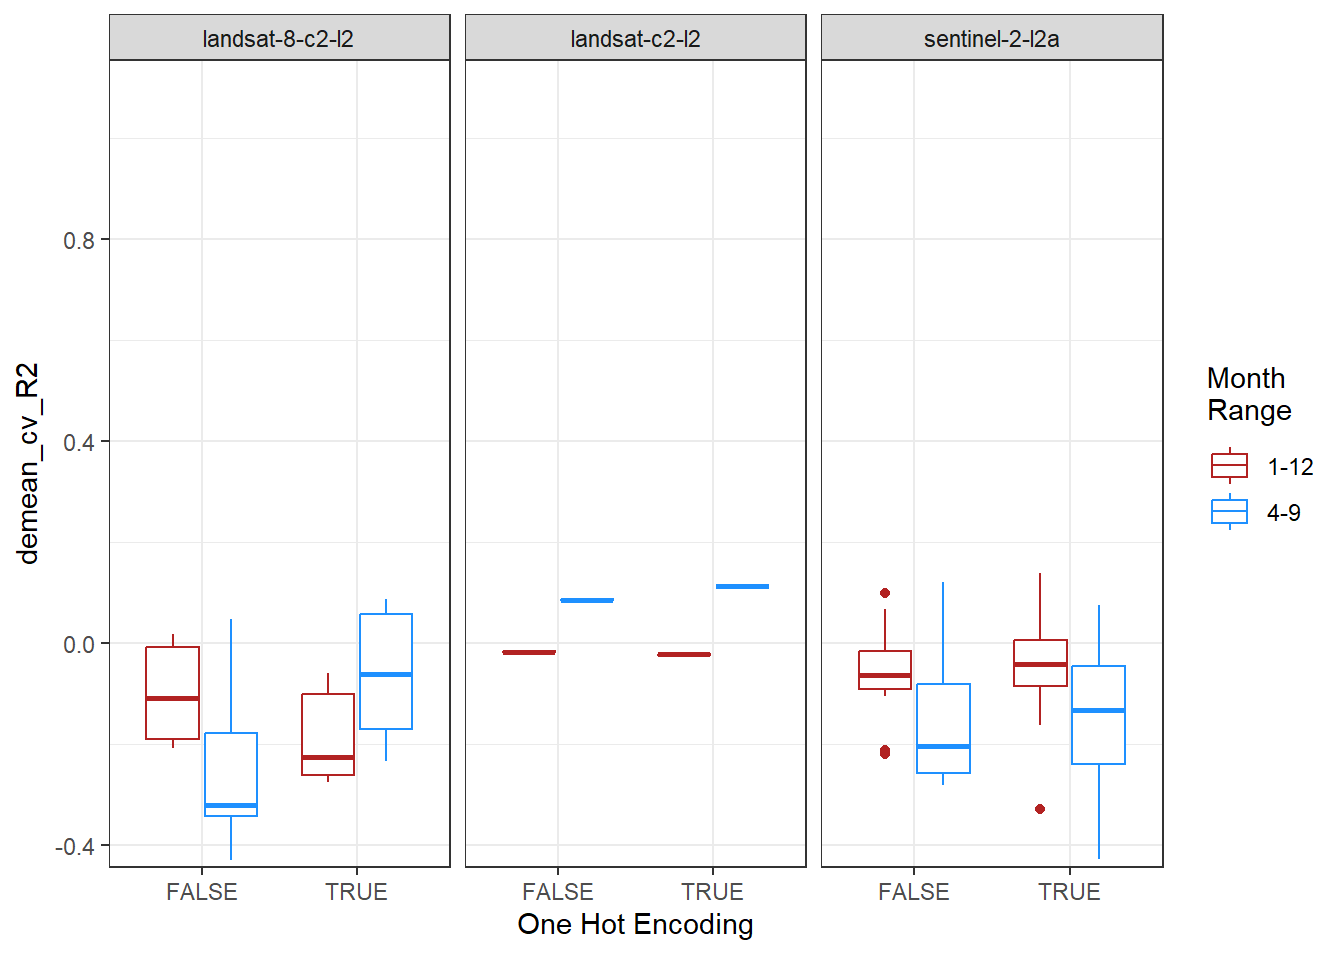 landsat-8-c2-l2
landsat-c2-l2
sentinel-2-l2a
demean_cv_R2
0.8
0.4
0.0
-0.4
FALSE
TRUE
FALSE
TRUE
FALSE
TRUE
One Hot Encoding
Month
Range
1-12
4-9